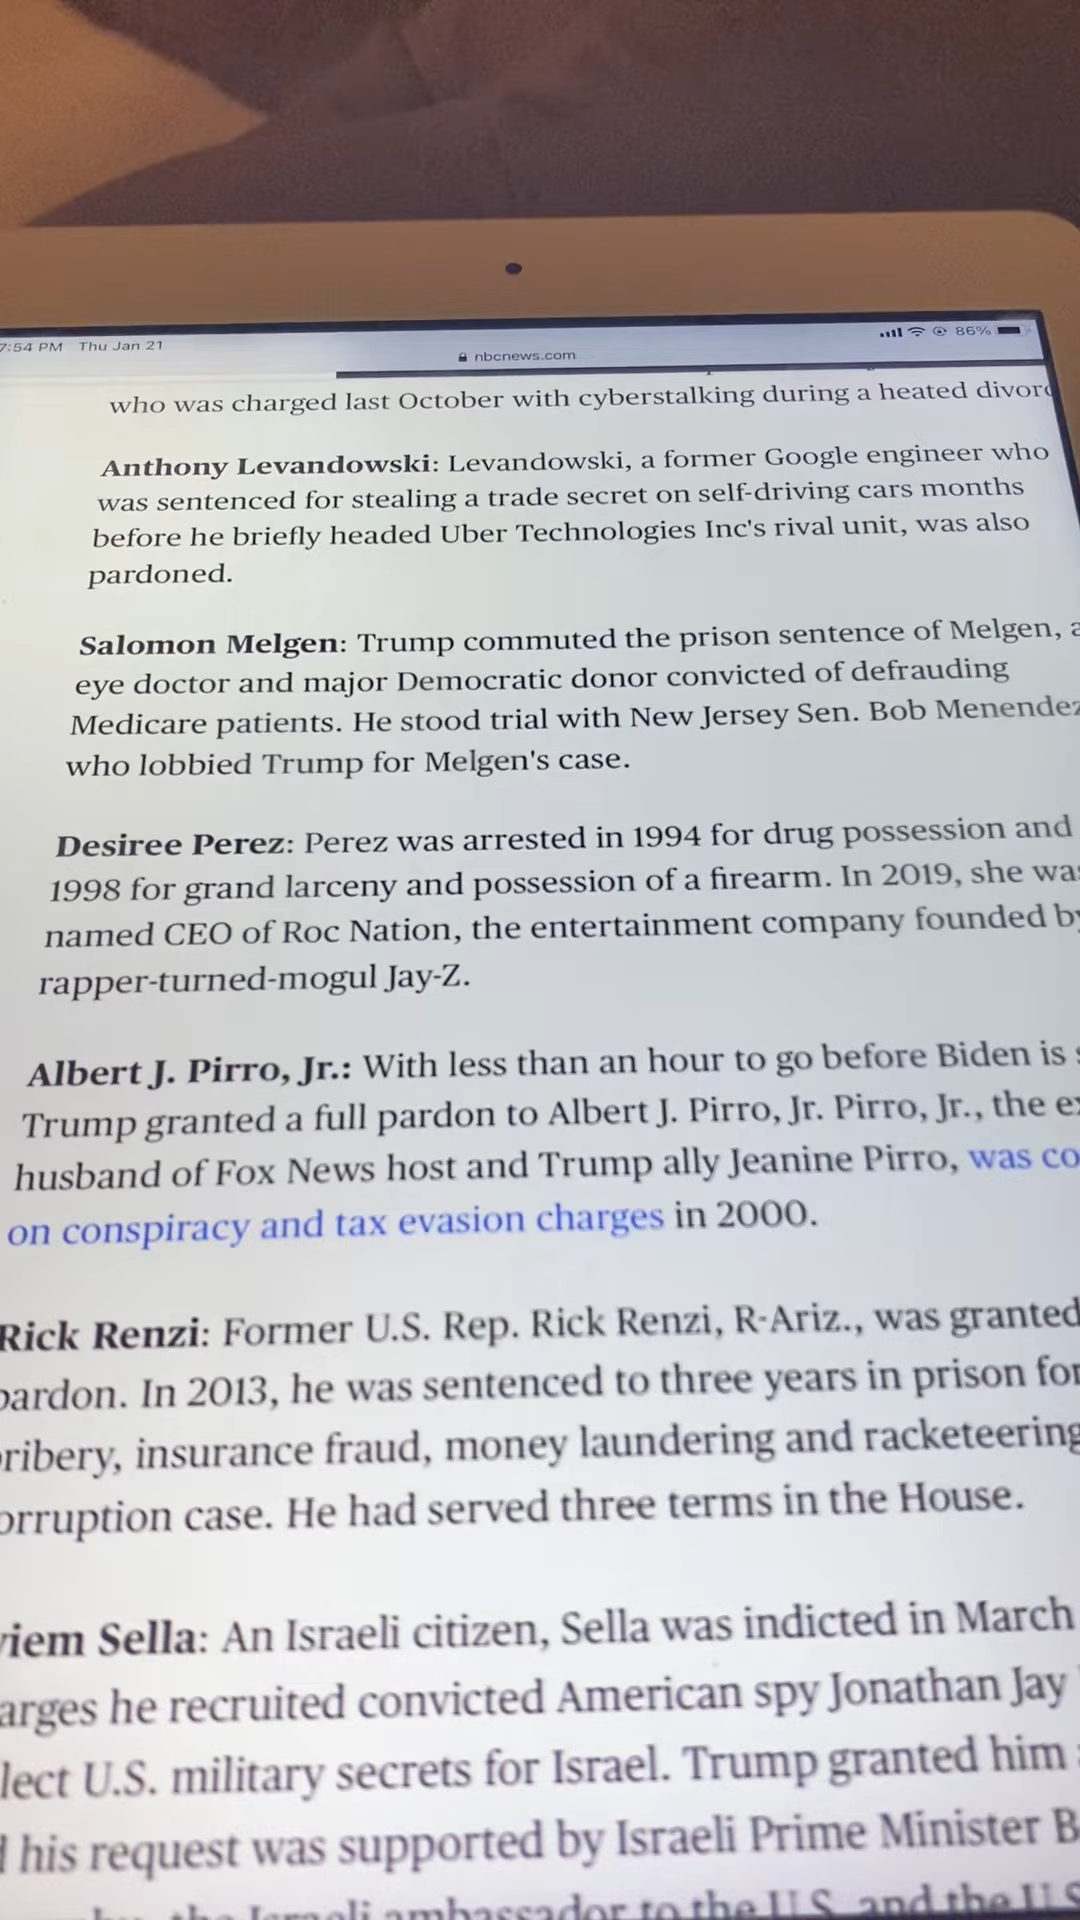 7:54 PM Thu Jan 21
86%
nbcnews.com
who was charged last October with cyberstalking during a heated
Anthony Levandowski: Levandowski, a former Google engineer who
was sentenced for stealing a trade secret on self-driving cars months
before he briefly headed Uber Technologies Inc's rival unit, was also
pardoned.
Salomon Melgen: Trump commuted the prison sentence of Melgen,
eye doctor and major Democratic donor convicted of defrauding
Medicare patients. He stood trial with New Jersey Sen. Bob Menendez
who lobbied Trump for Melgen's case.
Desiree Perez: Perez was arrested in 1994 for drug possession and
1998 for grand larceny and possession of a firearm. In 2019, she
named CEO of Roc Nation, the entertainment company founded
rapper-turned-mogul Jay-Z.
Albert J. Pirro, Jr.: With less than an hour to go before Biden is
Trump granted a full pardon to Albert J. Pirro, Jr. Pirro, Jr., the
husband of Fox News host and Trump ally Jeanine Pirro, was
on conspiracy and tax evasion charges in 2000.
Rick Renzi: Former U.S. Rep. Rick Renzi, R-Ariz., was granted
pardon. In 2013, he was sentenced to three years in prison for
insurance fraud, money laundering and racketeering
case. He had served three terms in the House.
Sella: An Israeli citizen, Sella was indicted in March
he recruited convicted American spy Jonathan Jay
U.S. military secrets for Israel. Trump granted him
his request was supported by Israeli Prime Minister
Israeli ambassador to the U.S. and the U.S.